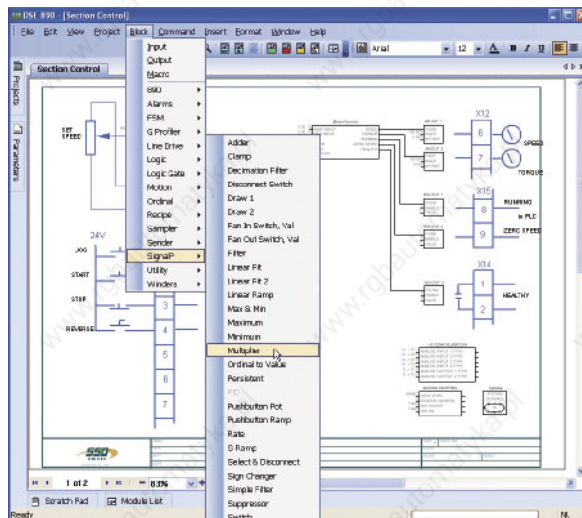 DSE 890 - [Section Control]
File Edit View Project Block Command Insert Format Window Help
Arial 12 A B I U
Section Control
Projects
Parameters
Input
Output
Macro
890
Alarms
FSM
G Profiler
Line Drive
Logic
Logic Gate
Motion
Ordinal
Recipe
Sampler
Sender
SignalP
Utility
Winders
Adder
Clamp
Decimation Filter
Disconnect Switch
Draw 1
Draw 2
Fan In Switch, Val
Fan Out Switch, Val
Filter
Linear Fit
Linear Fit 2
Linear Ramp
Max & Min
Maximum
Minimum
Multiplier
Ordinal to Value
Persistent
PID
Pushbutton Pot
Pushbutton Ramp
Rate
S Ramp
Select & Disconnect
Sign Changer
Simple Filter
Suppressor
Switch
SET
SPEED
24V
JOG
START
STOP
REVERSE
3
4
5
6
7
X12
6
7
SPEED
TORQUE
X15
8
9
RUNNING
to PLC
ZERO SPEED
X14
1
2
HEALTHY
SSD
1 of 2
83%
Scratch Pad
Module List
Ready
NL
www.rgbautomatyka.pl